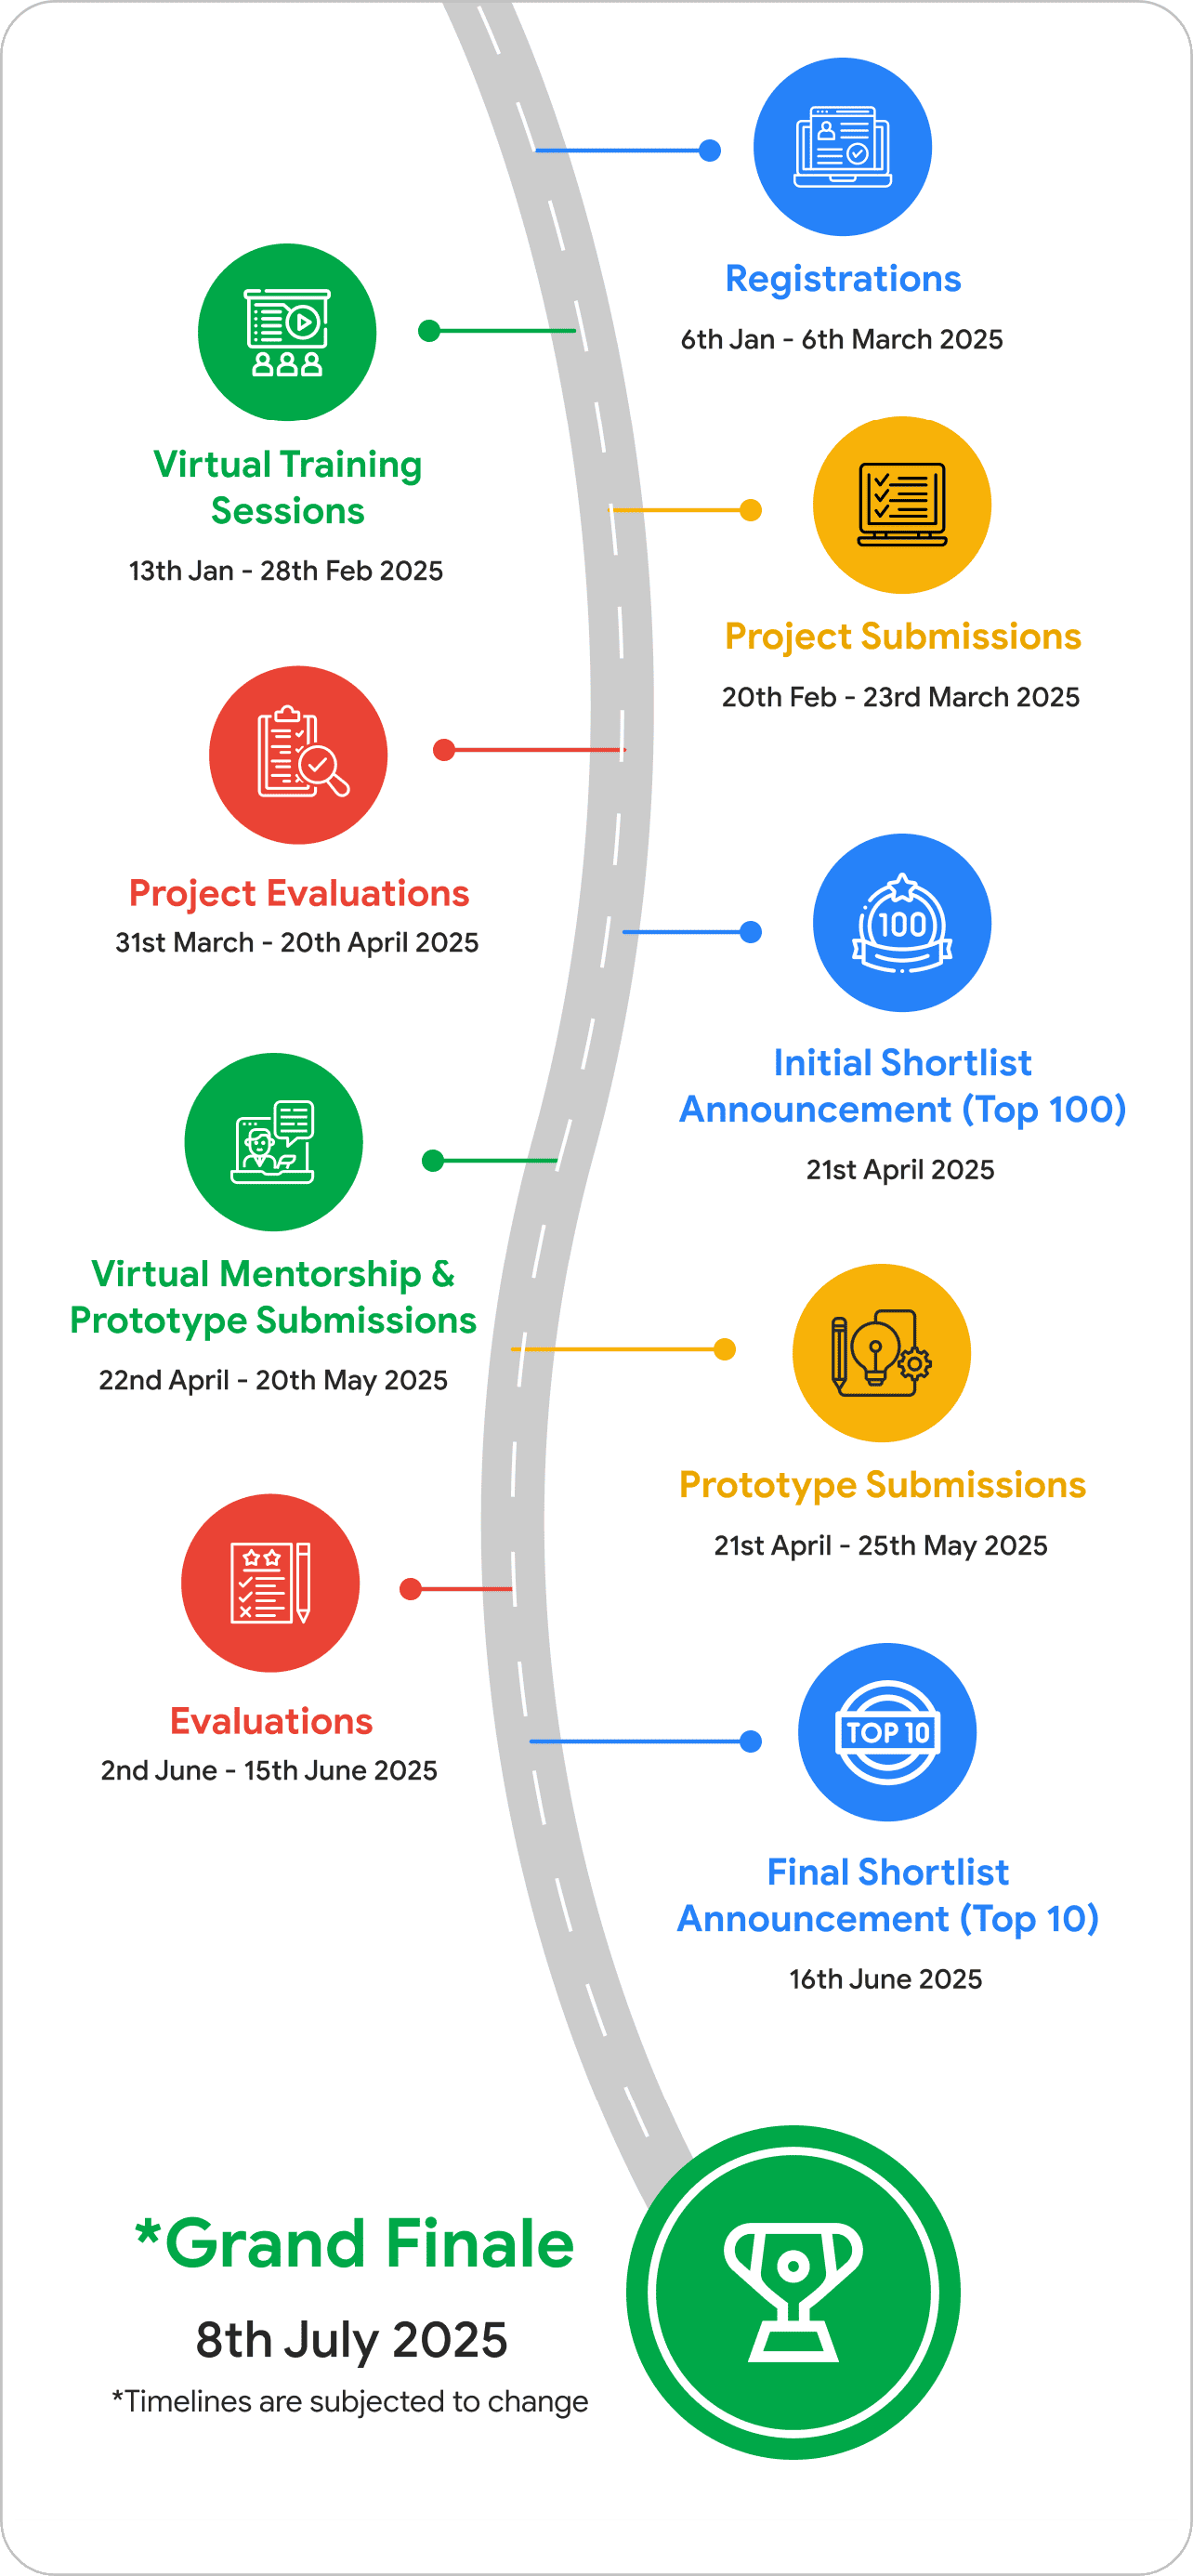 Registrations
6th Jan - 6th March 2025
Virtual Training
Sessions
13th Jan - 28th Feb 2025
Project Submissions
20th Feb - 23rd March 2025
Project Evaluations
31st March - 20th April 2025
100
Initial Shortlist
Announcement (Top 100)
21st April 2025
Virtual Mentorship &
Prototype Submissions
22nd April - 20th May 2025
Prototype Submissions
21st April - 25th May 2025
Evaluations
2nd June - 15th June 2025
TOP 10
Final Shortlist
Announcement (Top 10)
16th June 2025
*Grand Finale
8th July 2025
*Timelines are subjected to change